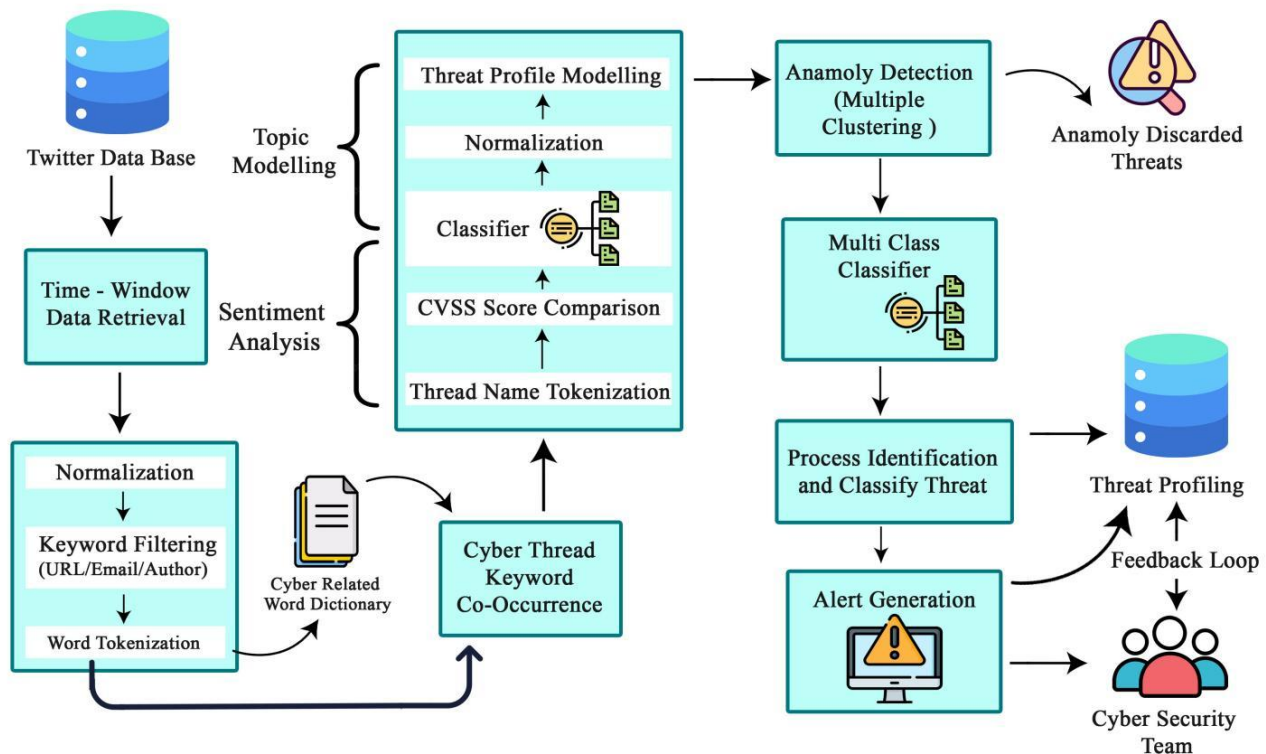 Twitter Data Base
Time - Window
Data Retrieval
Normalization
Keyword Filtering
(URL/Email/Author)
Word Tokenization
Cyber Related
Word Dictionary
Cyber Thread
Keyword
Co-Occurrence
Topic
Modelling
Sentiment
Analysis
Threat Profile Modelling
Normalization
Classifier
CVSS Score Comparison
Thread Name Tokenization
Anamoly Detection
(Multiple
Clustering )
Anamoly Discarded
Threats
Multi Class
Classifier
Process Identification
and Classify Threat
Threat Profiling
Feedback Loop
Alert Generation
Cyber Security
Team